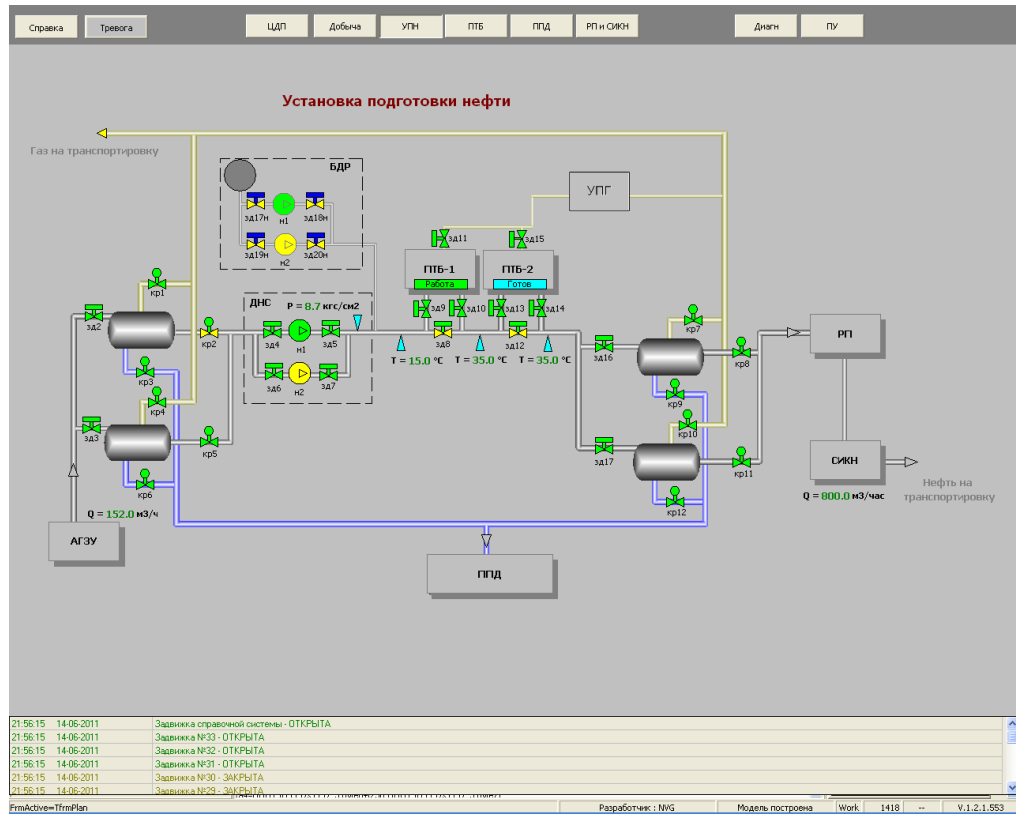 Справка Тревога ЦДП Добыча УПН ПТБ ППД РП и СИКН Диагн ПУ
Установка подготовки нефти
Газ на транспортировку
БДР
УПГ
зд17н н1 зд18н
зд19н н2 зд20н
зд11 зд15
ПТБ-1 ПТБ-2
Работа Готов
кр1
ДНС P = 8.7 кгс/см2
зд9 зд10 зд13 зд14
зд2 кр2 зд4 н1 зд5 зд8 зд12 кр7
РП
T = 15.0 °C T = 35.0 °C T = 35.0 °C
зд16 кр8
кр3 зд6 н2 зд7
кр4 кр9
зд3 кр5 кр10
зд17 кр11
СИКН
кр6 кр12
Q = 800.0 м3/час
Нефть на
транспортировку
Q = 152.0 м3/ч
АГЗУ
ППД
21:56:15 14-06-2011 Задвижка справочной системы - ОТКРЫТА
21:56:15 14-06-2011 Задвижка №33 - ОТКРЫТА
21:56:15 14-06-2011 Задвижка №32 - ОТКРЫТА
21:56:15 14-06-2011 Задвижка №31 - ОТКРЫТА
21:56:15 14-06-2011 Задвижка №30 - ЗАКРЫТА
21:56:15 14-06-2011 Задвижка №29 - ЗАКРЫТА
FrmActive=TfrmPlan Разработчик : NVG Модель построена Work 1418 -- V.1.2.1.553